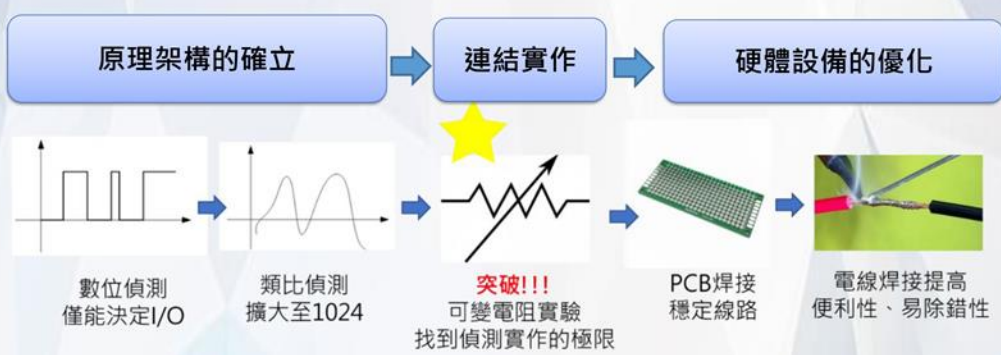 原理架構的確立
連結實作
硬體設備的優化
數位偵測
僅能決定I/O
類比偵測
擴大至1024
突破!!!
可變電阻實驗
找到偵測實作的極限
PCB焊接
穩定線路
電線焊接提高
便利性、易除錯性